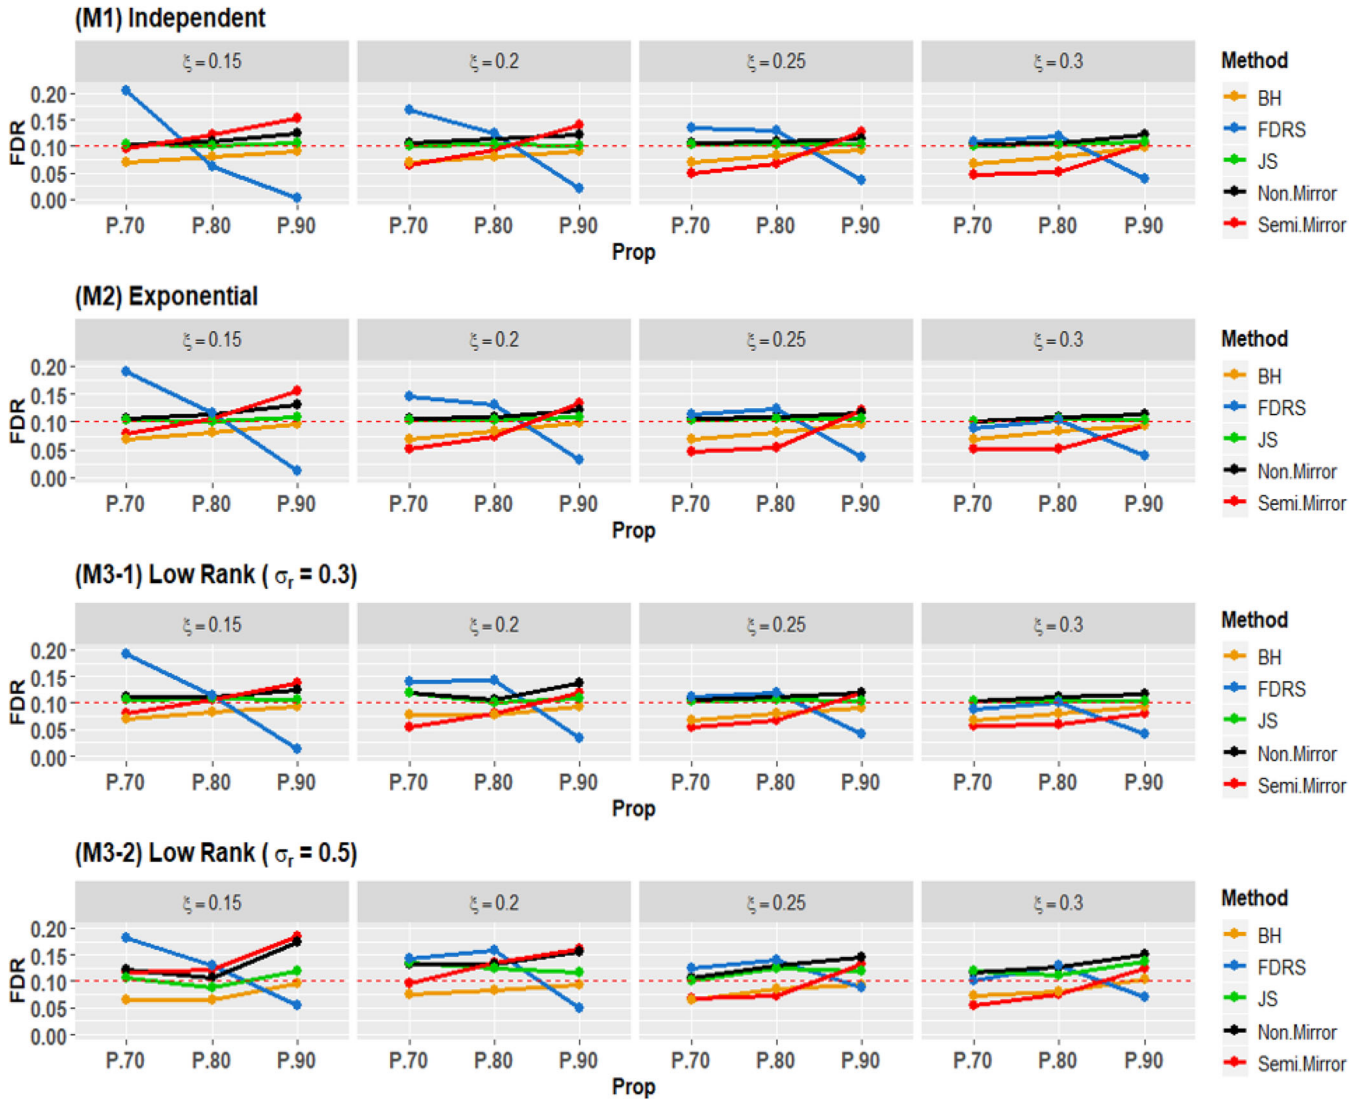 (M1) Independent
ξ = 0.15 ξ = 0.2 ξ = 0.25 ξ = 0.3
FDR
0.20
0.15
0.10
0.05
0.00
P.70 P.80 P.90 P.70 P.80 P.90 P.70 P.80 P.90 P.70 P.80 P.90
Prop
Method
BH
FDRS
JS
Non.Mirror
Semi.Mirror
(M2) Exponential
ξ = 0.15 ξ = 0.2 ξ = 0.25 ξ = 0.3
FDR
0.20
0.15
0.10
0.05
0.00
P.70 P.80 P.90 P.70 P.80 P.90 P.70 P.80 P.90 P.70 P.80 P.90
Prop
Method
BH
FDRS
JS
Non.Mirror
Semi.Mirror
(M3-1) Low Rank ( σr = 0.3)
ξ = 0.15 ξ = 0.2 ξ = 0.25 ξ = 0.3
FDR
0.20
0.15
0.10
0.05
0.00
P.70 P.80 P.90 P.70 P.80 P.90 P.70 P.80 P.90 P.70 P.80 P.90
Prop
Method
BH
FDRS
JS
Non.Mirror
Semi.Mirror
(M3-2) Low Rank ( σr = 0.5)
ξ = 0.15 ξ = 0.2 ξ = 0.25 ξ = 0.3
FDR
0.20
0.15
0.10
0.05
0.00
P.70 P.80 P.90 P.70 P.80 P.90 P.70 P.80 P.90 P.70 P.80 P.90
Prop
Method
BH
FDRS
JS
Non.Mirror
Semi.Mirror